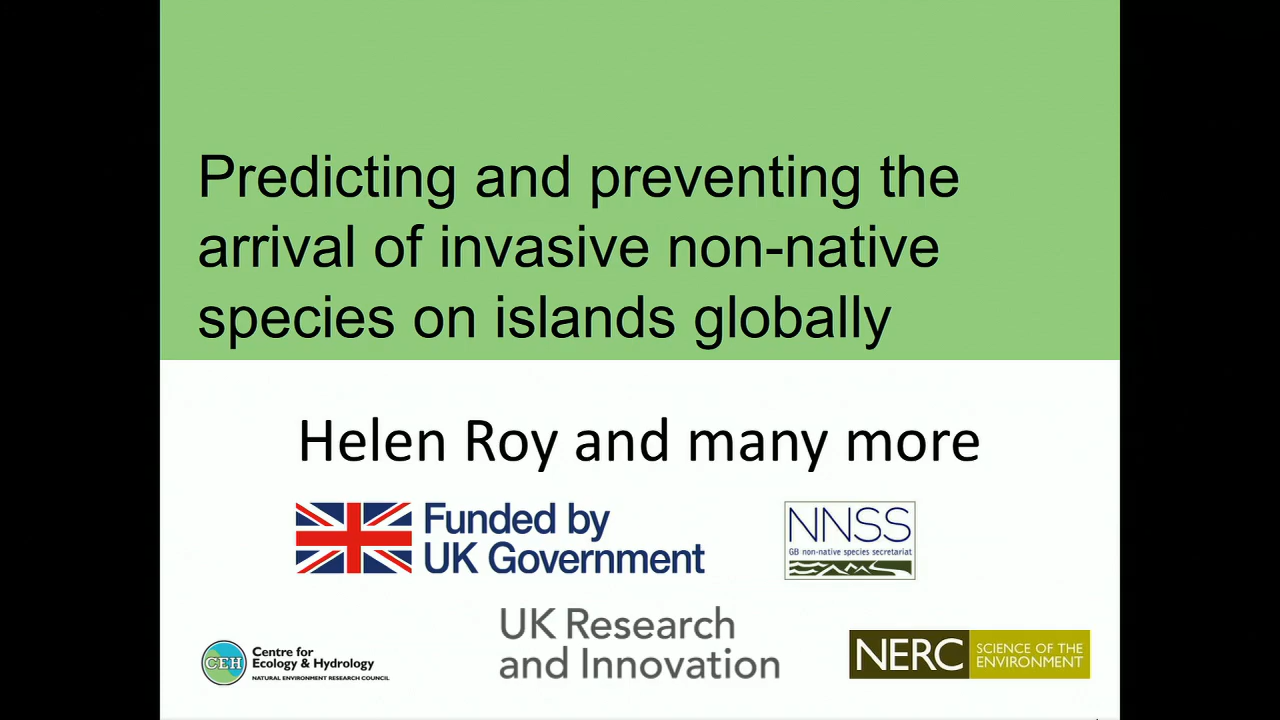 Predicting and preventing the
arrival of invasive non-native
species on islands globally
Helen Roy and many more
Funded by
UK Government
NNSS
GB non-native species secretariat
UK Research
and Innovation
CEH
Centre for
Ecology & Hydrology
NATURAL ENVIRONMENT RESEARCH COUNCIL
NERC
SCIENCE OF THE
ENVIRONMENT